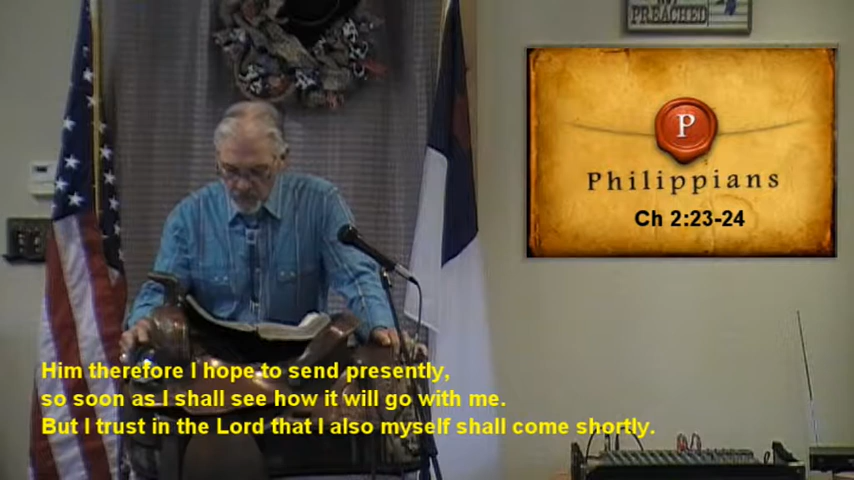 PREACHED
P
Philippians
Ch 2:23-24
Him therefore I hope to send presently,
so soon as I shall see how it will go with me.
But I trust in the Lord that I also myself shall come shortly.